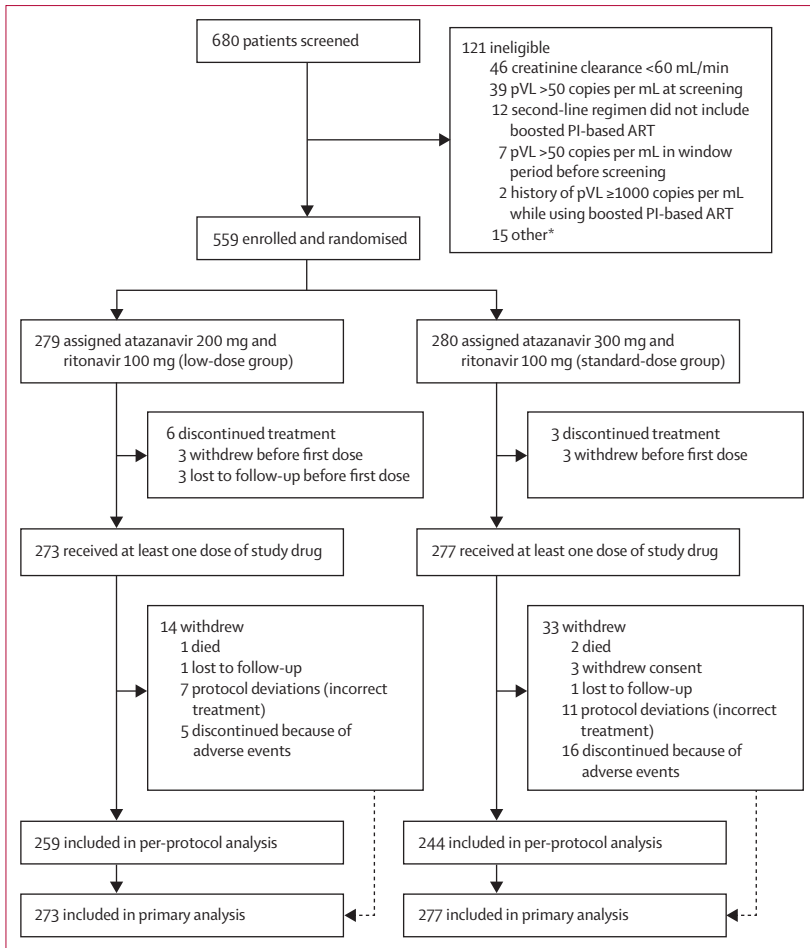 680 patients screened
121 ineligible
46 creatinine clearance <60 mL/min
39 pVL >50 copies per mL at screening
12 second-line regimen did not include
boosted PI-based ART
7 pVL >50 copies per mL in window
period before screening
2 history of pVL ≥1000 copies per mL
while using boosted PI-based ART
15 other*
559 enrolled and randomised
279 assigned atazanavir 200 mg and
ritonavir 100 mg (low-dose group)
280 assigned atazanavir 300 mg and
ritonavir 100 mg (standard-dose group)
6 discontinued treatment
3 withdrew before first dose
3 lost to follow-up before first dose
3 discontinued treatment
3 withdrew before first dose
273 received at least one dose of study drug
277 received at least one dose of study drug
14 withdrew
1 died
1 lost to follow-up
7 protocol deviations (incorrect
treatment)
5 discontinued because of
adverse events
33 withdrew
2 died
3 withdrew consent
1 lost to follow-up
11 protocol deviations (incorrect
treatment)
16 discontinued because of
adverse events
259 included in per-protocol analysis
244 included in per-protocol analysis
273 included in primary analysis
277 included in primary analysis